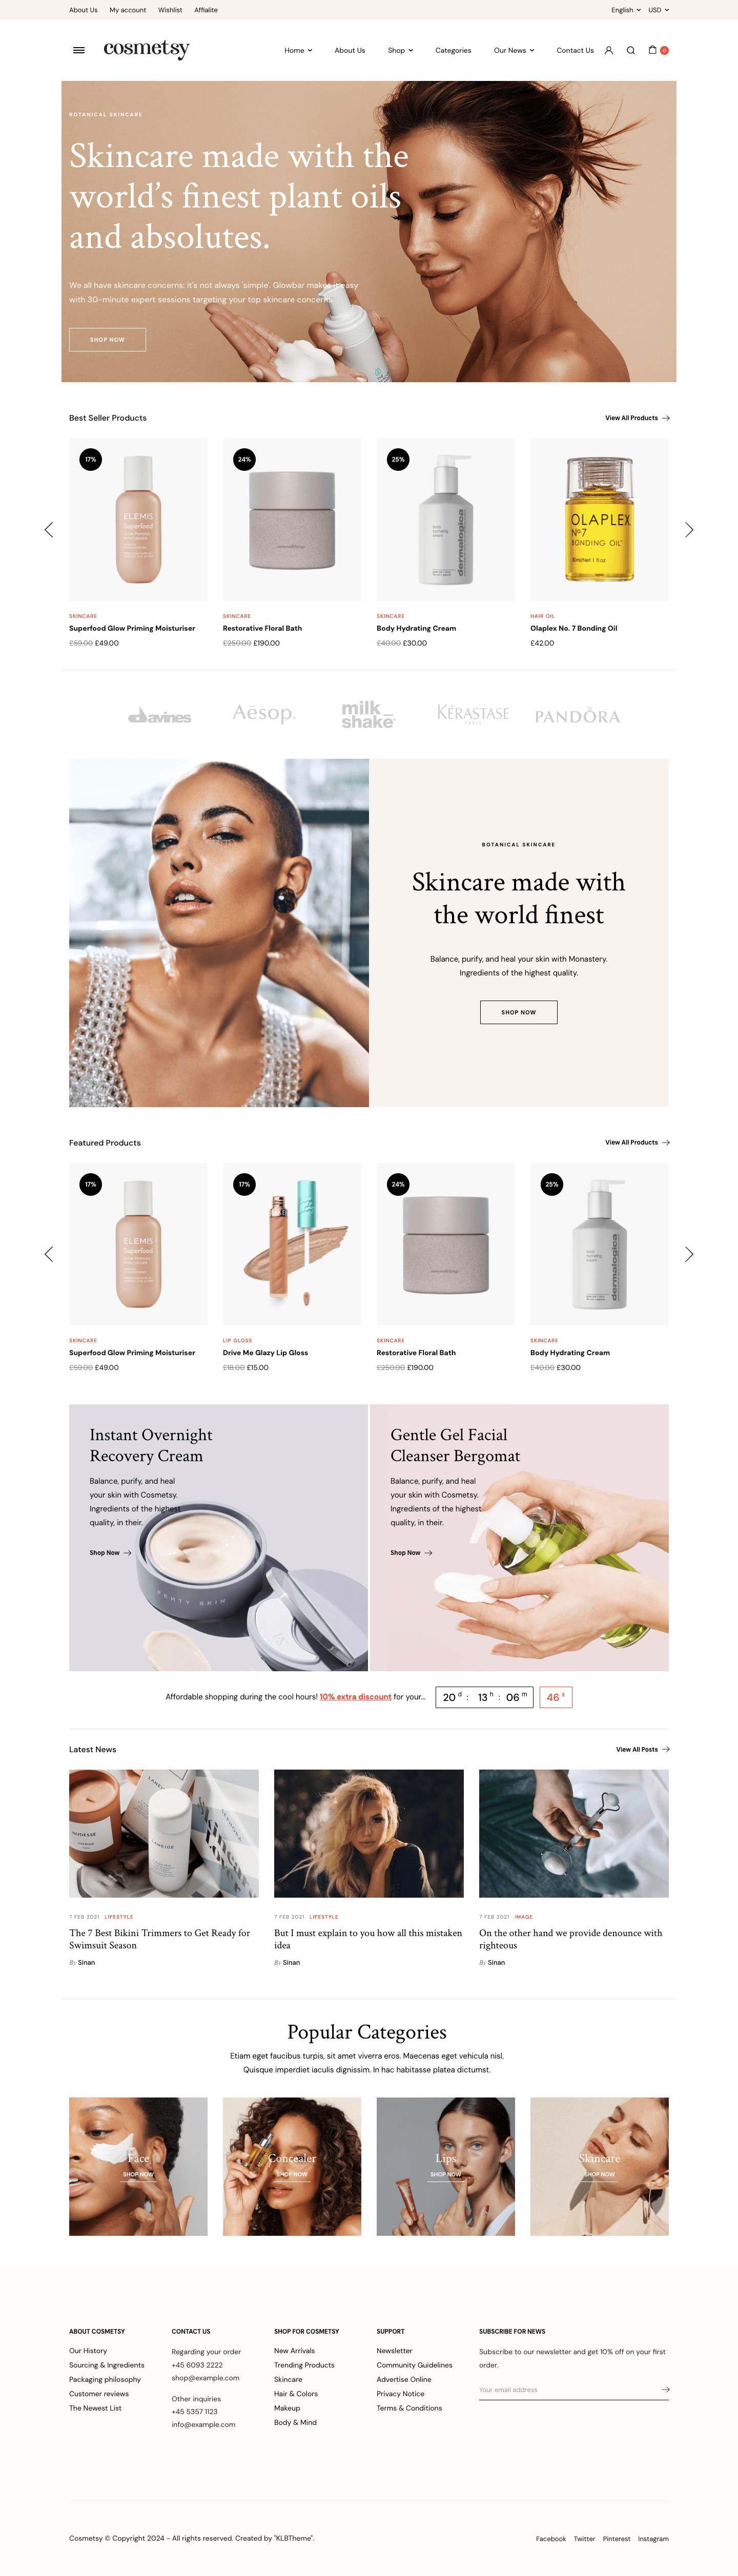 About Us My account Wishlist Affialite English USD
cosmetsy Home About Us Shop Categories Our News Contact Us 0
BOTANICAL SKINCARE
Skincare made with the
world's finest plant oils
and absolutes.
We all have skincare concerns: it's not always 'simple'. Glowbar makes it easy
with 30-minute expert sessions targeting your top skincare concerns.
SHOP NOW
Best Seller Products View All Products
17% 24% 25%
ELEMIS
Superfood
dermalogica
OLAPLEX
Nº7
BONDING OIL
SKINCARE
Superfood Glow Priming Moisturiser
£59.00 £49.00
SKINCARE
Restorative Floral Bath
£250.00 £190.00
SKINCARE
Body Hydrating Cream
£40.00 £30.00
HAIR OIL
Olaplex No. 7 Bonding Oil
£42.00
davines Aēsop. milk shake KÉRASTASE PARIS PANDÖRA
BOTANICAL SKINCARE
Skincare made with
the world finest
Balance, purify, and heal your skin with Monastery.
Ingredients of the highest quality.
SHOP NOW
Featured Products View All Products
17% 17% 24% 25%
ELEMIS
Superfood
dermalogica
SKINCARE
Superfood Glow Priming Moisturiser
£59.00 £49.00
LIP GLOSS
Drive Me Glazy Lip Gloss
£18.00 £15.00
SKINCARE
Restorative Floral Bath
£250.00 £190.00
SKINCARE
Body Hydrating Cream
£40.00 £30.00
Instant Overnight
Recovery Cream
Balance, purify, and heal
your skin with Cosmetsy.
Ingredients of the highest
quality, in their.
Shop Now
FENTY SKIN
Gentle Gel Facial
Cleanser Bergomat
Balance, purify, and heal
your skin with Cosmetsy.
Ingredients of the highest
quality, in their.
Shop Now
Affordable shopping during the cool hours! 10% extra discount for your... 20 d : 13 h : 06 m 46 s
Latest News View All Posts
LANEIGE
7 FEB 2021 LIFESTYLE
The 7 Best Bikini Trimmers to Get Ready for
Swimsuit Season
By Sinan
7 FEB 2021 LIFESTYLE
But I must explain to you how all this mistaken
idea
By Sinan
7 FEB 2021 IMAGE
On the other hand we provide denounce with
righteous
By Sinan
Popular Categories
Etiam eget faucibus turpis, sit amet viverra eros. Maecenas eget vehicula nisl.
Quisque imperdiet iaculis dignissim. In hac habitasse platea dictumst.
Face
SHOP NOW
Concealer
SHOP NOW
Lips
SHOP NOW
Skincare
SHOP NOW
ABOUT COSMETSY
Our History
Sourcing & Ingredients
Packaging philosophy
Customer reviews
The Newest List
CONTACT US
Regarding your order
+45 6093 2222
shop@example.com
Other inquiries
+45 5357 1123
info@example.com
SHOP FOR COSMETSY
New Arrivals
Trending Products
Skincare
Hair & Colors
Makeup
Body & Mind
SUPPORT
Newsletter
Community Guidelines
Advertise Online
Privacy Notice
Terms & Conditions
SUBSCRIBE FOR NEWS
Subscribe to our newsletter and get 10% off on your first
order.
Your email address
Cosmetsy © Copyright 2024 - All rights reserved. Created by "KLBTheme".
Facebook Twitter Pinterest Instagram